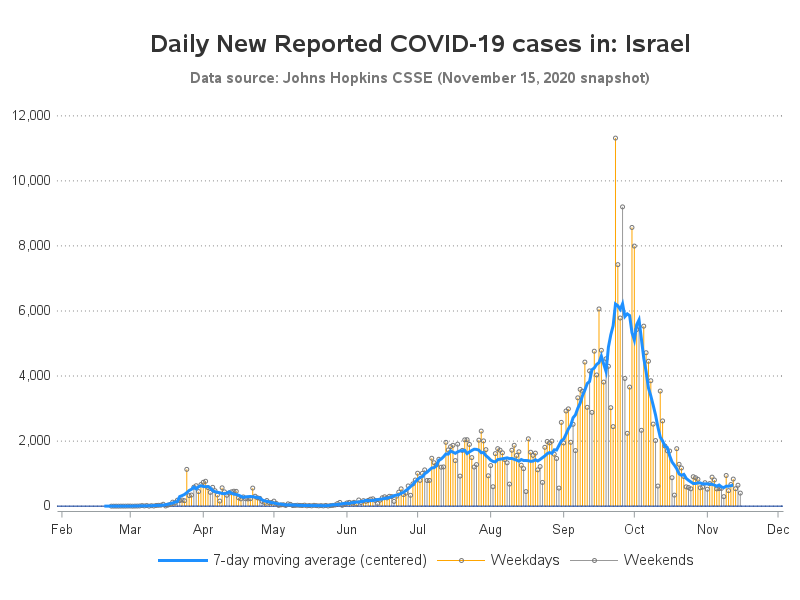 Daily New Reported COVID-19 cases in: Israel
Data source: Johns Hopkins CSSE (November 15, 2020 snapshot)
12,000
10,000
8,000
6,000
4,000
2,000
0
Feb Mar Apr May Jun Jul Aug Sep Oct Nov Dec
7-day moving average (centered) Weekdays Weekends